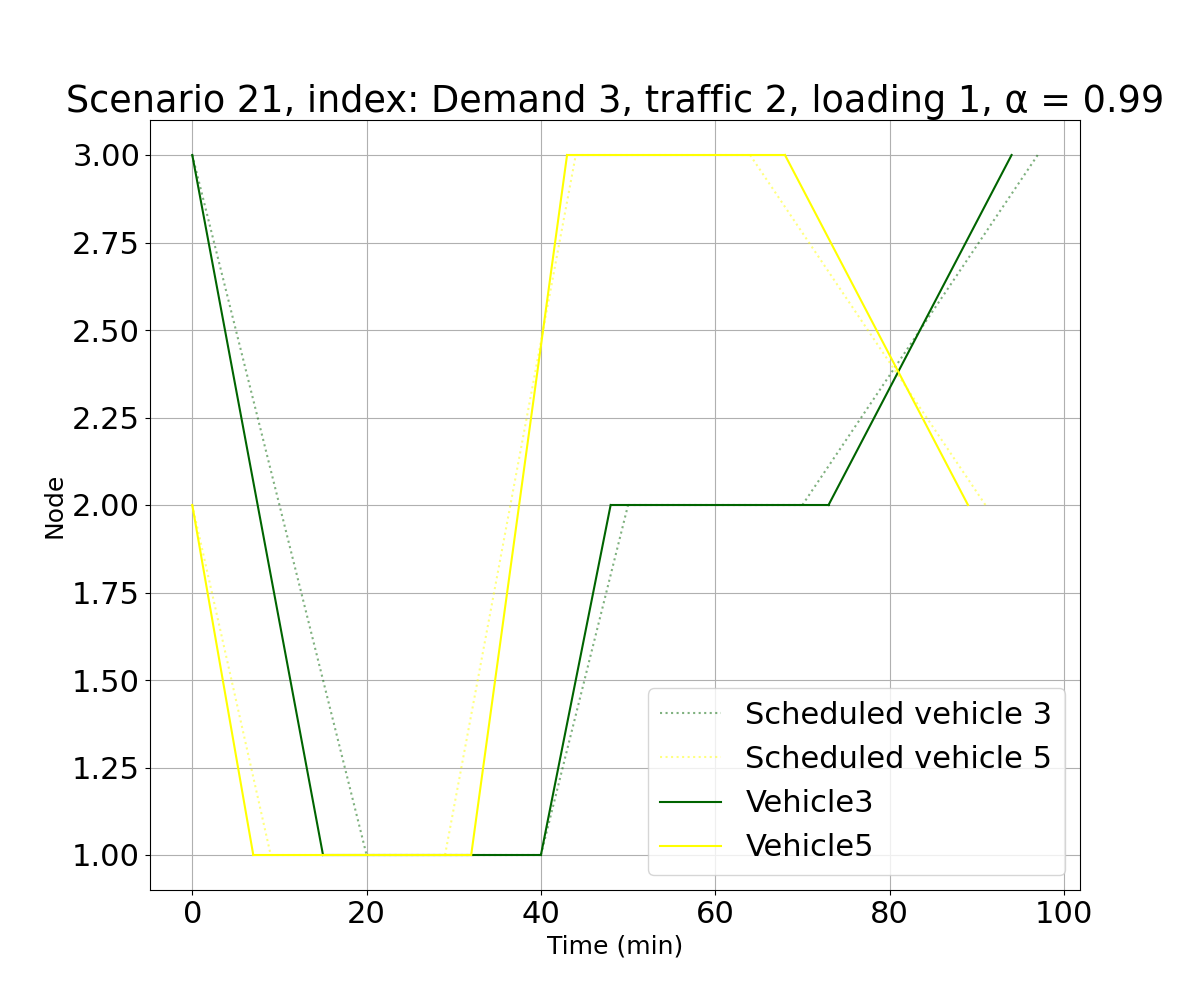 Scenario 21, index: Demand 3, traffic 2, loading 1, α = 0.99
3.00
2.75
2.50
2.25
2.00
1.75
1.50
1.25
1.00
Node
Scheduled vehicle 3
Scheduled vehicle 5
Vehicle3
Vehicle5
0 20 40 60 80 100
Time (min)